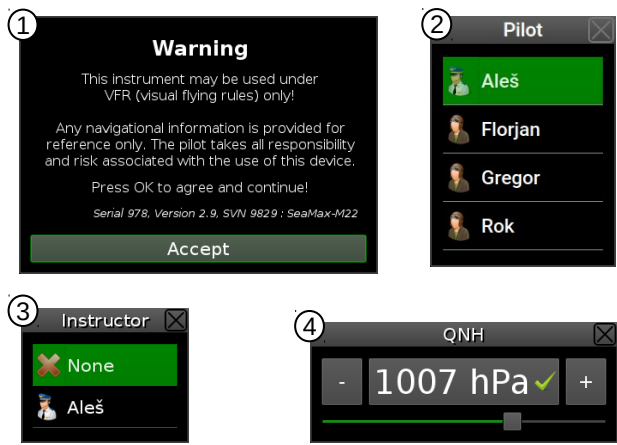 1
Warning
This instrument may be used under
VFR (visual flying rules) only!
Any navigational information is provided for
reference only. The pilot takes all responsibility
and risk associated with the use of this device.
Press OK to agree and continue!
Serial 978, Version 2.9, SVN 9829 : SeaMax-M22
Accept
2
Pilot
Aleš
Florjan
Gregor
Rok
3
Instructor
None
Aleš
4
QNH
- 1007 hPa +